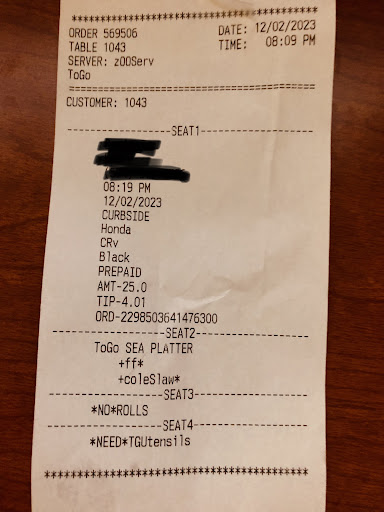 ****************************************
ORDER 569506 DATE: 12/02/2023
TABLE 1043 TIME: 08:09 PM
SERVER: z00Serv
ToGo
========================================
CUSTOMER: 1043
-----------------SEAT1------------------
08:19 PM
12/02/2023
CURBSIDE
Honda
CRv
Black
PREPAID
AMT-25.0
TIP-4.01
ORD-2298503641476300
-----------------SEAT2------------------
ToGo SEA PLATTER
+ff*
+coleSlaw*
-----------------SEAT3------------------
*NO*ROLLS
-----------------SEAT4------------------
*NEED*TGUtensils
****************************************